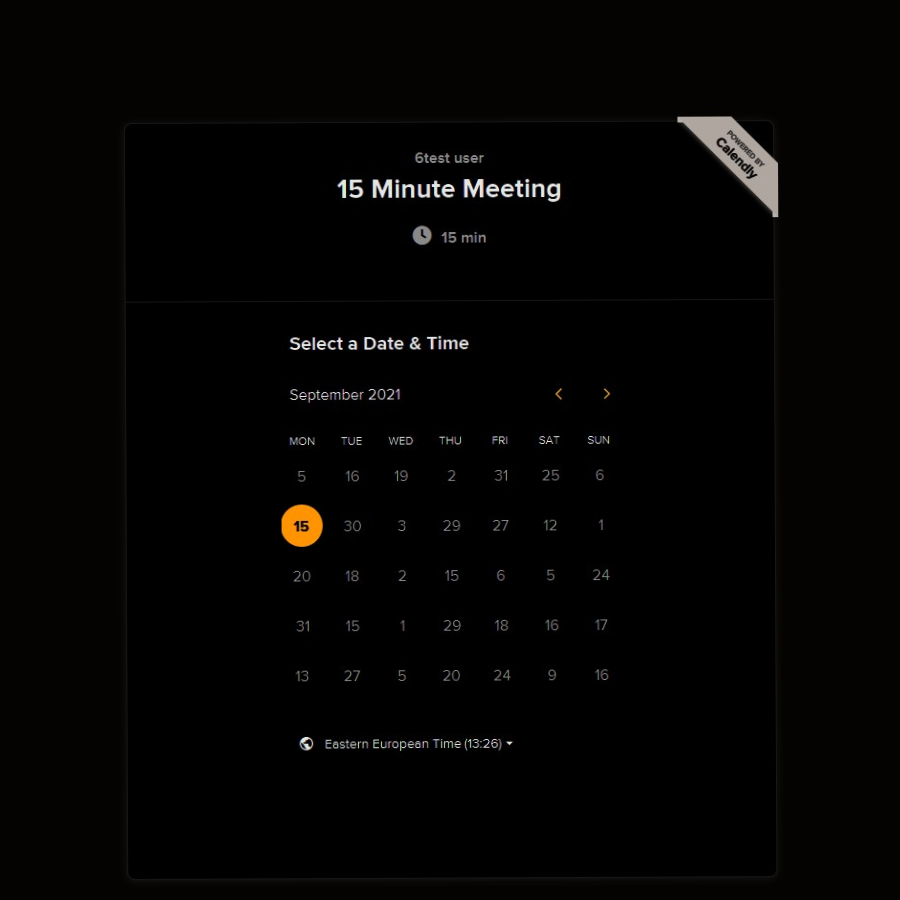 POWERED BY
Calendly
6test user
15 Minute Meeting
15 min
Select a Date & Time
September 2021
MON TUE WED THU FRI SAT SUN
5 16 19 2 31 25 6
15 30 3 29 27 12 1
20 18 2 15 6 5 24
31 15 1 29 18 16 17
13 27 5 20 24 9 16
Eastern European Time (13:26)